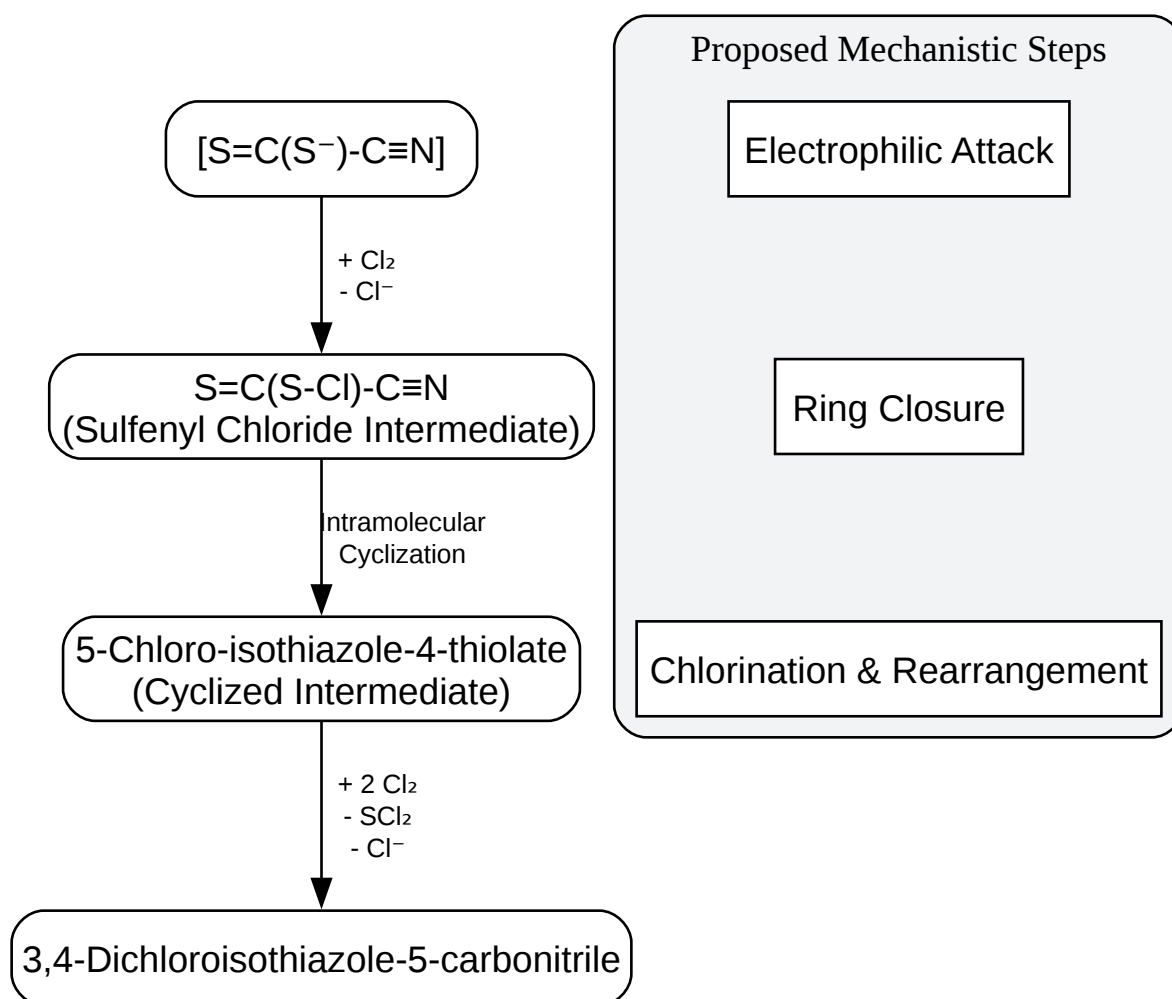 Proposed Mechanistic Steps
[S=C(S⁻)-C≡N]
Electrophilic Attack
+ Cl₂
- Cl⁻
S=C(S-Cl)-C≡N
(Sulfenyl Chloride Intermediate)
Ring Closure
Intramolecular
Cyclization
5-Chloro-isothiazole-4-thiolate
(Cyclized Intermediate)
Chlorination & Rearrangement
+ 2 Cl₂
- SCl₂
- Cl⁻
3,4-Dichloroisothiazole-5-carbonitrile